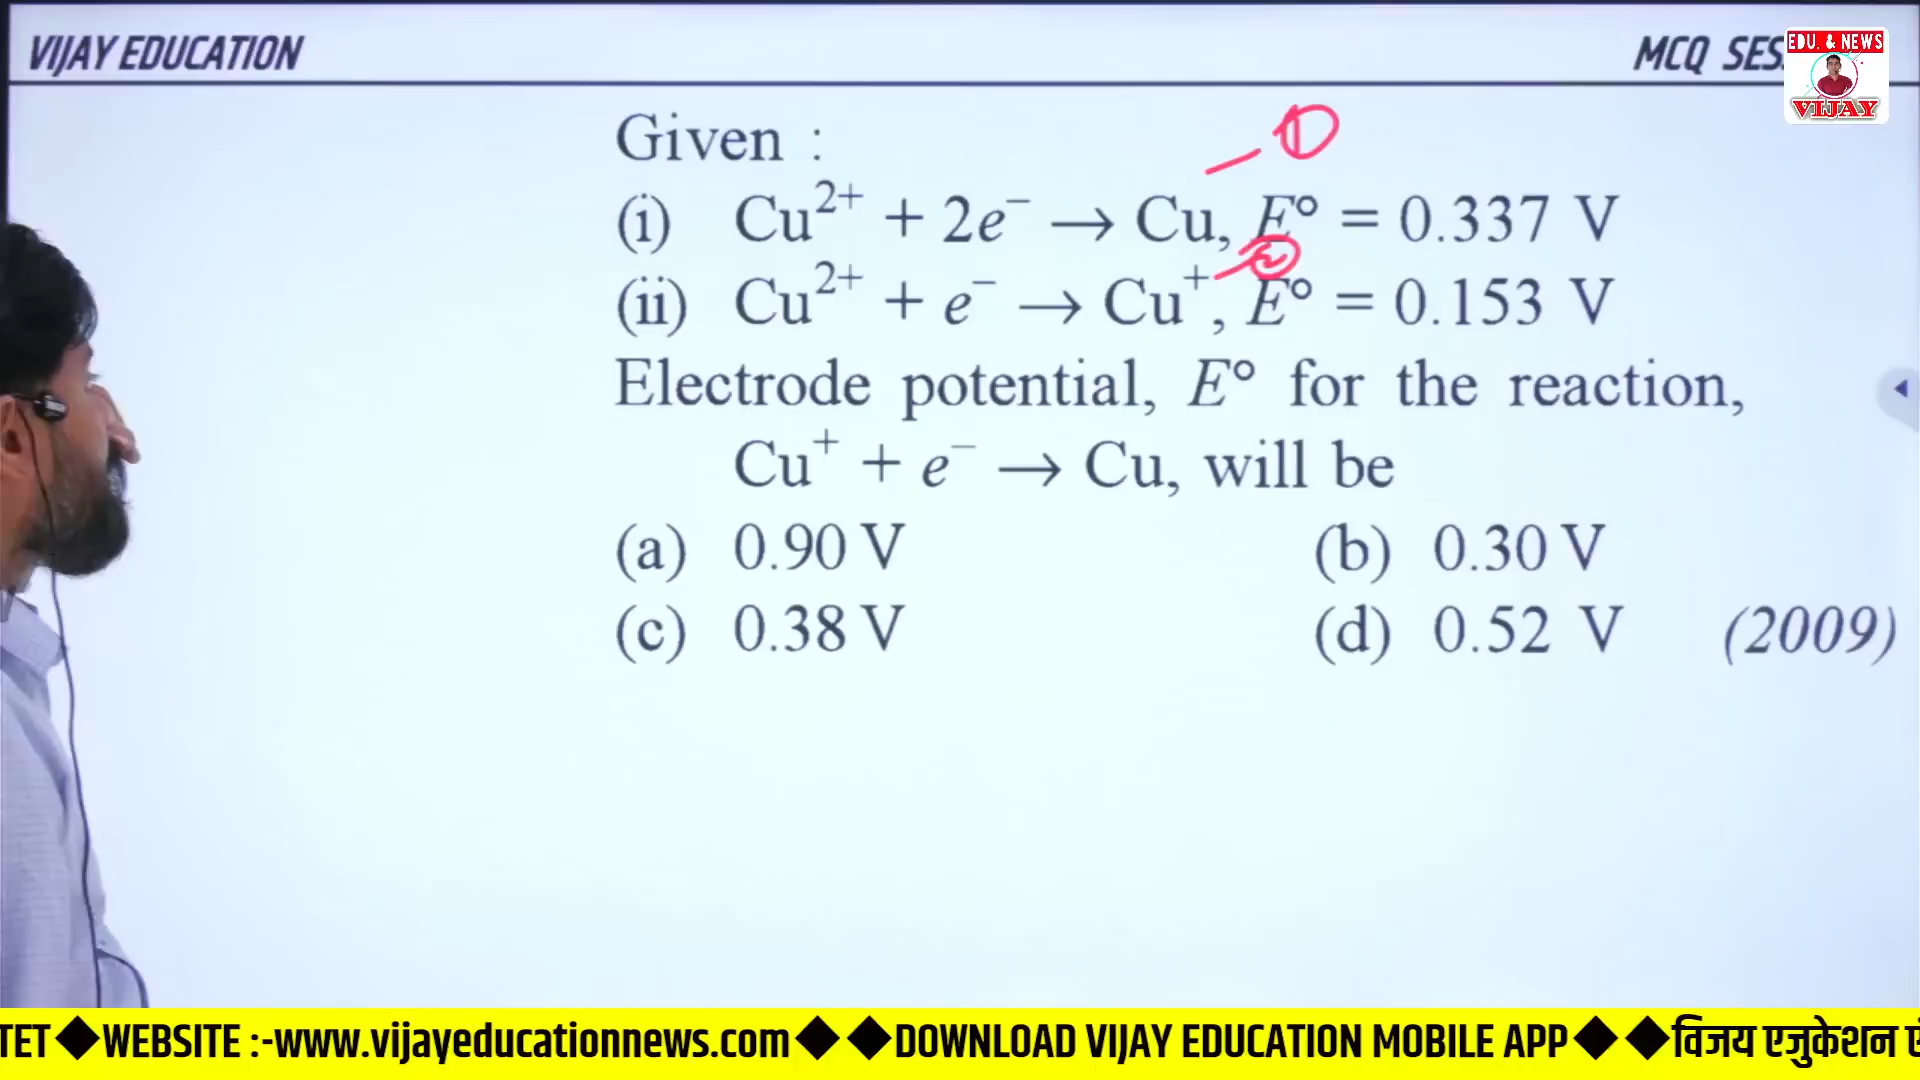 VIJAY EDUCATION
MCQ SES
EDU. & NEWS
VIJAY
Given :
①
(i) Cu²⁺ + 2e⁻ → Cu, E° = 0.337 V
②
(ii) Cu²⁺ + e⁻ → Cu⁺, E° = 0.153 V
Electrode potential, E° for the reaction,
Cu⁺ + e⁻ → Cu, will be
(a) 0.90 V (b) 0.30 V
(c) 0.38 V (d) 0.52 V (2009)
TET◆WEBSITE :-www.vijayeducationnews.com◆◆DOWNLOAD VIJAY EDUCATION MOBILE APP◆◆विजय एजुकेशन